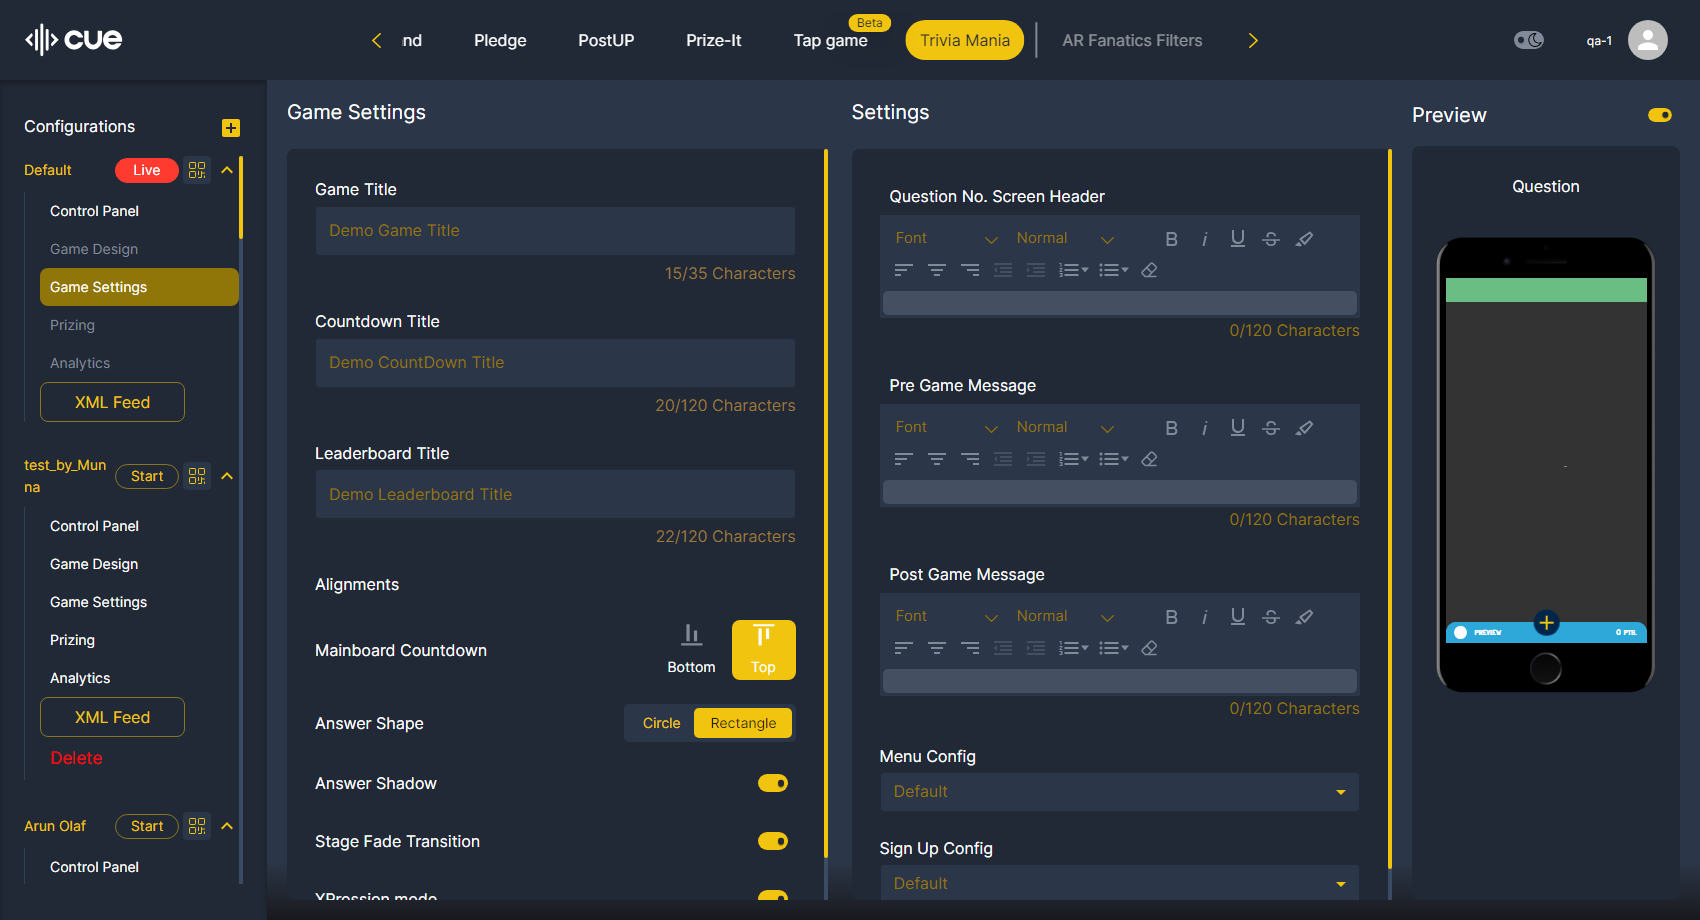 cue
nd
Pledge
PostUP
Prize-It
Tap game
Beta
Trivia Mania
AR Fanatics Filters
qa-1
Configurations
Default
Live
Control Panel
Game Design
Game Settings
Prizing
Analytics
XML Feed
test_by_Mun
na
Start
Control Panel
Game Design
Game Settings
Prizing
Analytics
XML Feed
Delete
Arun Olaf
Start
Control Panel
Game Settings
Game Title
Demo Game Title
15/35 Characters
Countdown Title
Demo CountDown Title
20/120 Characters
Leaderboard Title
Demo Leaderboard Title
22/120 Characters
Alignments
Mainboard Countdown
Bottom
Top
Answer Shape
Circle
Rectangle
Answer Shadow
Stage Fade Transition
XPression mode
Settings
Question No. Screen Header
Font
Normal
B i U S
0/120 Characters
Pre Game Message
Font
Normal
B i U S
0/120 Characters
Post Game Message
Font
Normal
B i U S
0/120 Characters
Menu Config
Default
Sign Up Config
Default
Preview
Question
PREVIEW
0 PTS.